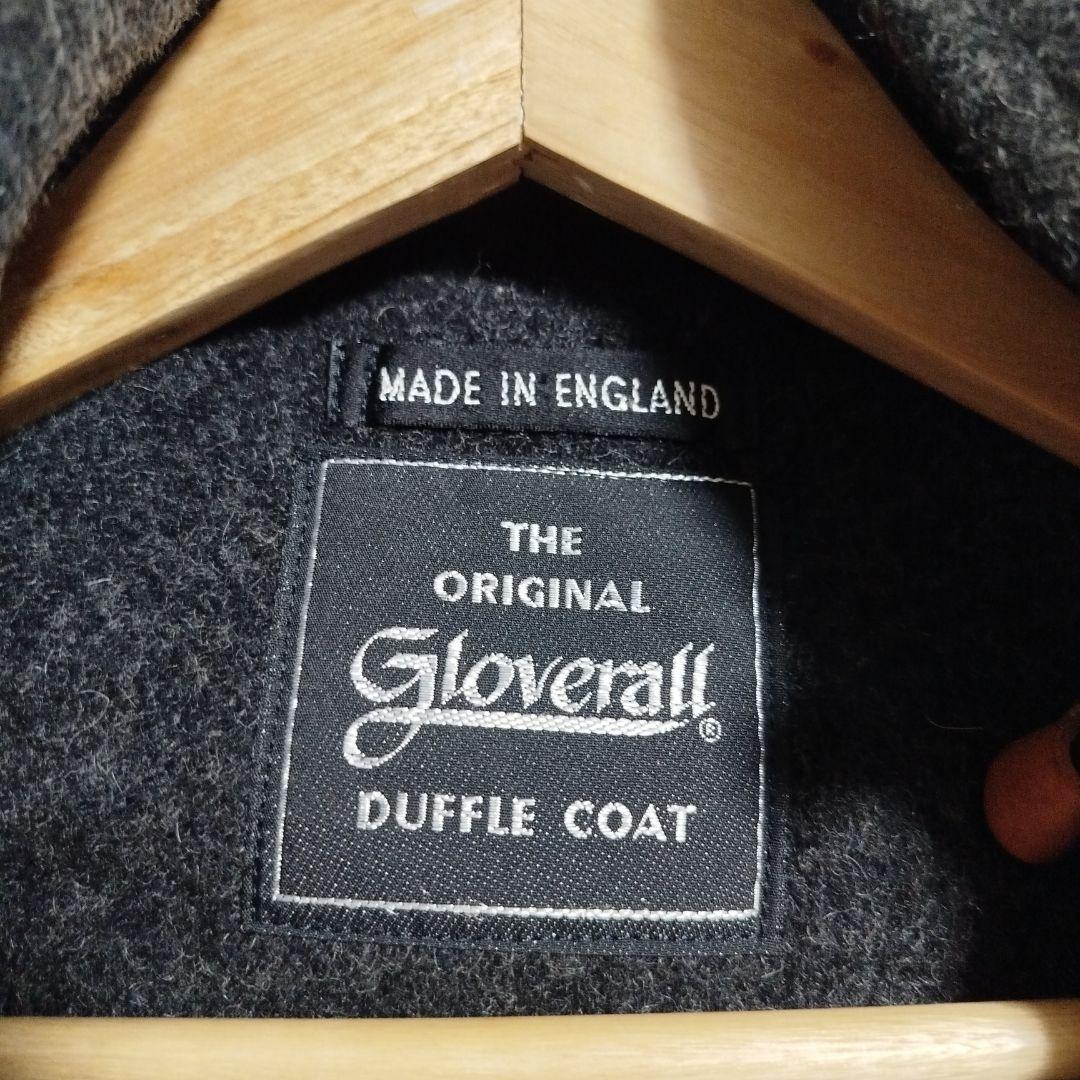 MADE IN ENGLAND
THE
ORIGINAL
Gloverall®
DUFFLE COAT